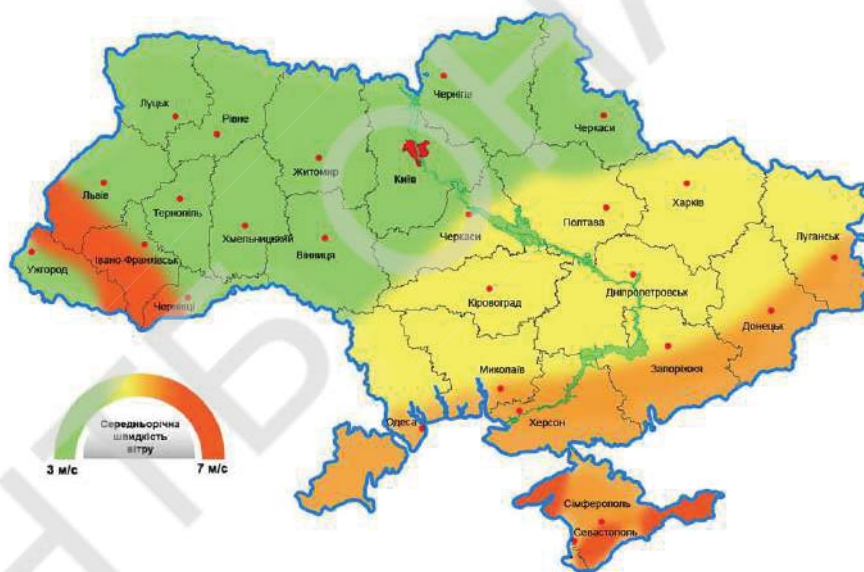 Чернігів
Луцьк
Рівне
Черкаси
Житомир
Київ
Львів
Тернопіль
Хмельницький
Вінниця
Черкаси
Полтава
Харків
Луганськ
Ужгород
Івано-Франківськ
Чернівці
Кіровоград
Дніпропетровськ
Донецьк
Запоріжжя
Миколаїв
Одеса
Херсон
Середньорічна
швидкість
вітру
3 м/с
7 м/с
Сімферополь
Севастополь